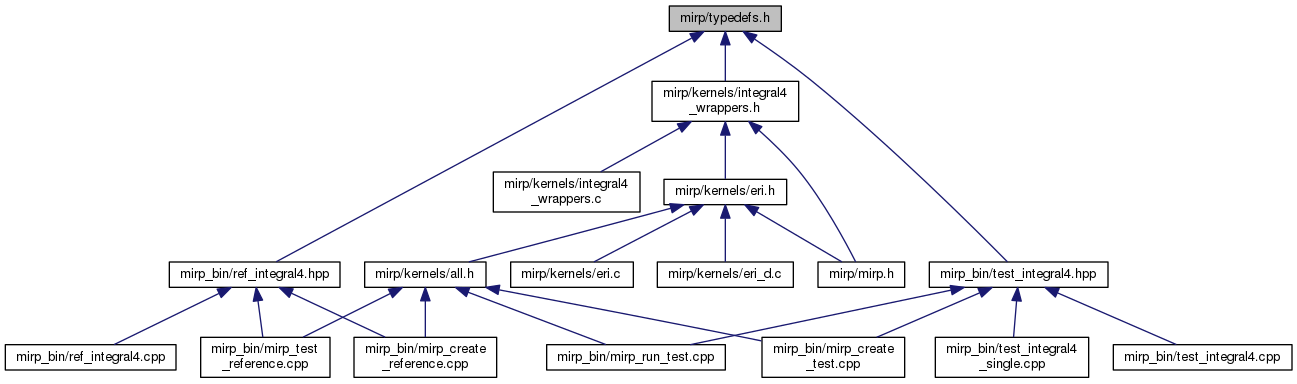 mirp/typedefs.h
mirp/kernels/integral4
_wrappers.h
mirp/kernels/integral4
_wrappers.c
mirp/kernels/eri.h
mirp_bin/ref_integral4.hpp
mirp/kernels/all.h
mirp/kernels/eri.c
mirp/kernels/eri_d.c
mirp/mirp.h
mirp_bin/test_integral4.hpp
mirp_bin/ref_integral4.cpp
mirp_bin/mirp_test
_reference.cpp
mirp_bin/mirp_create
_reference.cpp
mirp_bin/mirp_run_test.cpp
mirp_bin/mirp_create
_test.cpp
mirp_bin/test_integral4
_single.cpp
mirp_bin/test_integral4.cpp